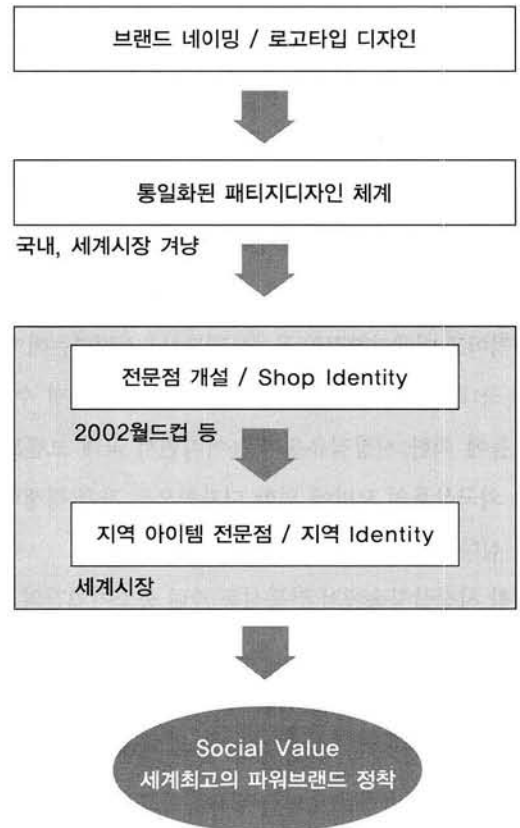 브랜드 네이밍 / 로고타입 디자인
통일화된 패티지디자인 체계
국내, 세계시장 겨냥
전문점 개설 / Shop Identity
2002월드컵 등
지역 아이템 전문점 / 지역 Identity
세계시장
Social Value
세계최고의 파워브랜드 정착